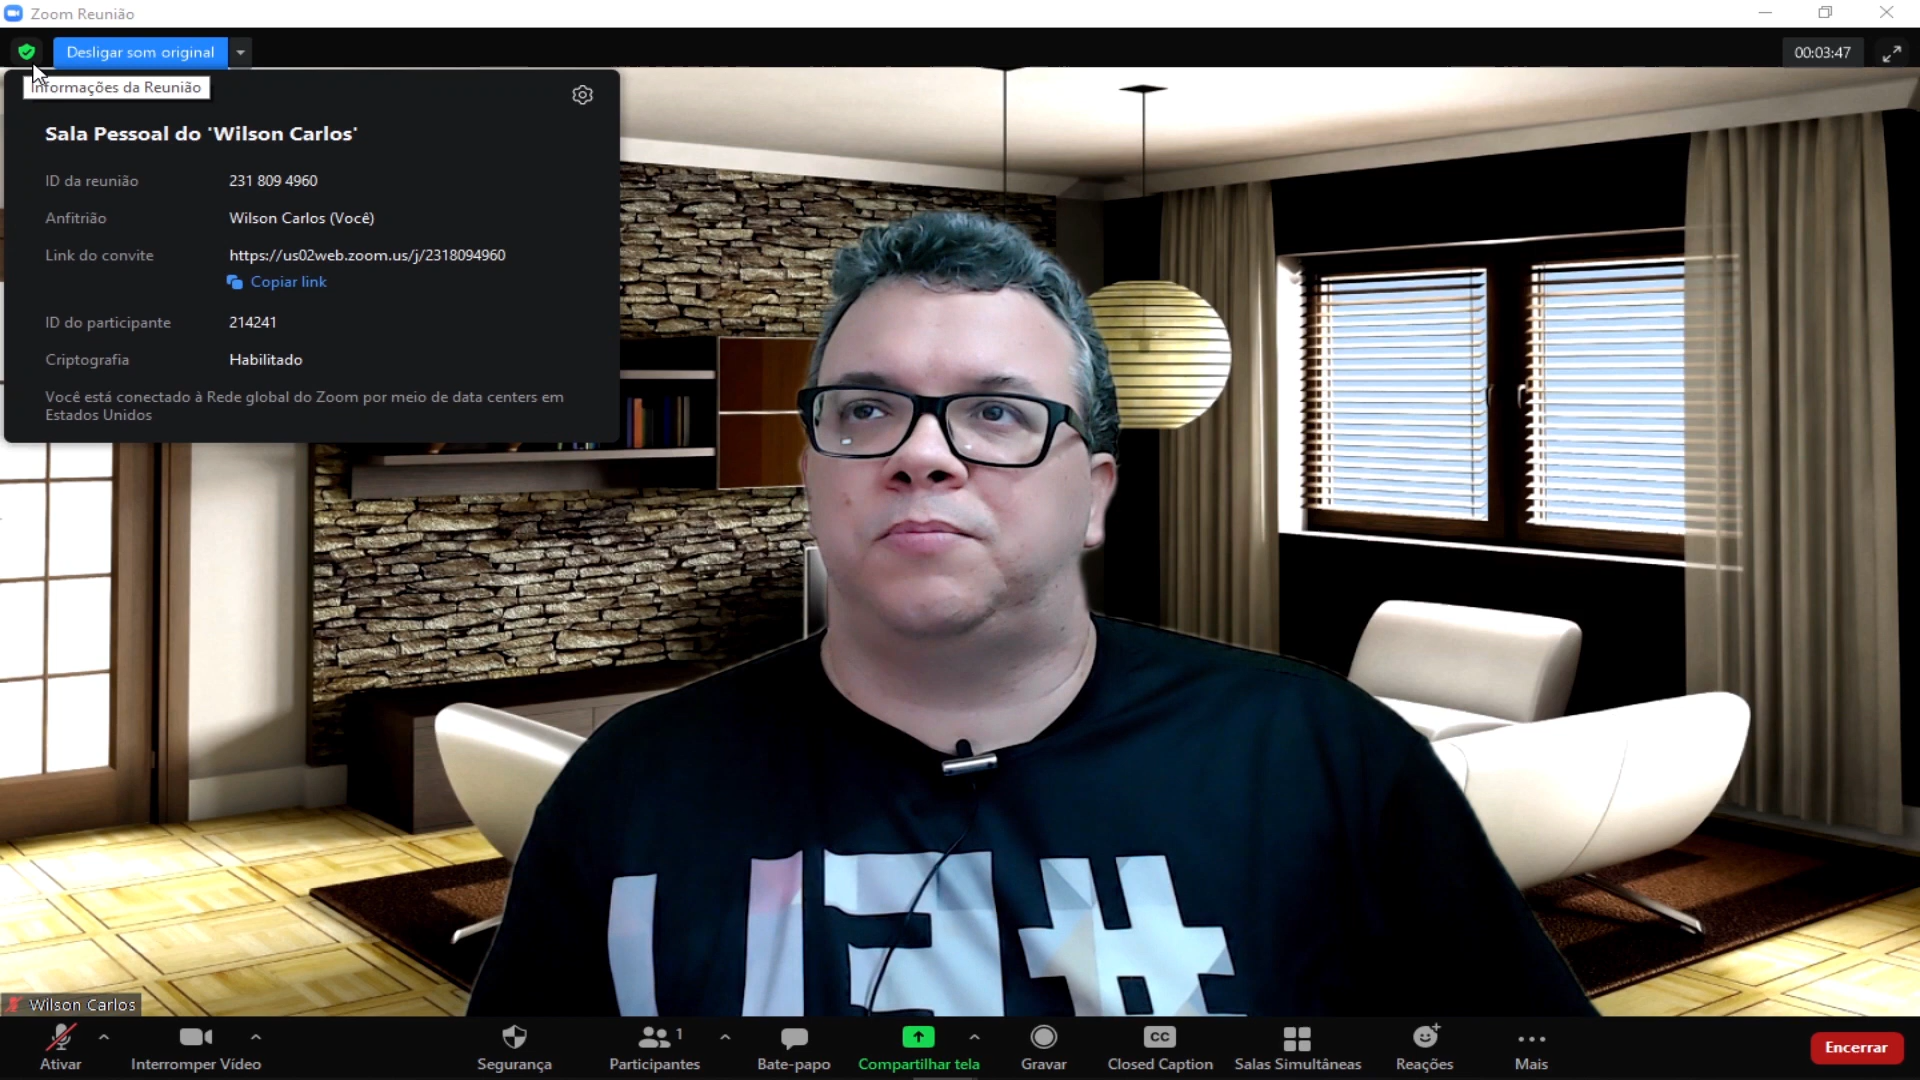 Zoom Reunião
Desligar som original
00:03:47
Informações da Reunião
Sala Pessoal do 'Wilson Carlos'
ID da reunião 231 809 4960
Anfitrião Wilson Carlos (Você)
Link do convite https://us02web.zoom.us/j/2318094960
Copiar link
ID do participante 214241
Criptografia Habilitado
Você está conectado à Rede global do Zoom por meio de data centers em
Estados Unidos
Wilson Carlos
Ativar
Interromper Vídeo
Segurança
Participantes 1
Bate-papo
Compartilhar tela
Gravar
CC
Closed Caption
Salas Simultâneas
Reações
Mais
Encerrar